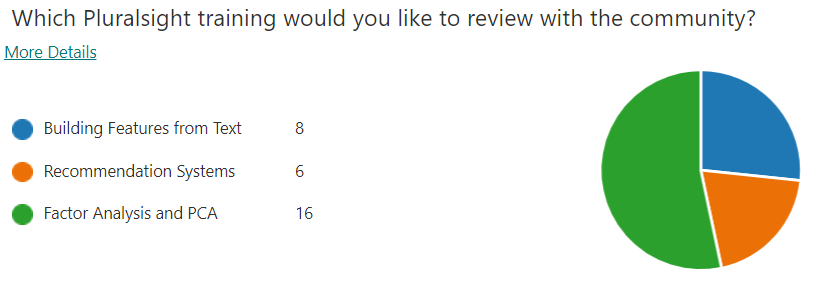 Which Pluralsight training would you like to review with the community?
More Details
Building Features from Text 8
Recommendation Systems 6
Factor Analysis and PCA 16